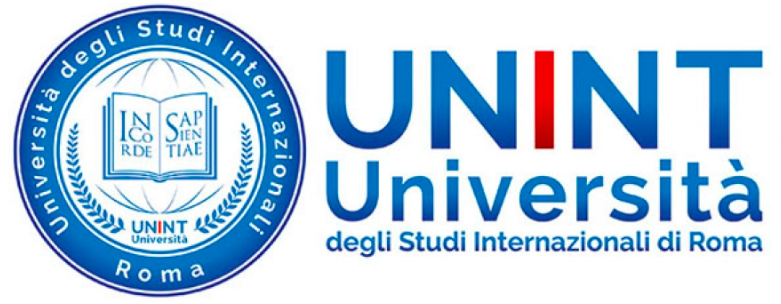 Università degli Studi Internazionali
Roma
IN
CO
RDE
SAP
IEN
TIAE
UNINT
Università
UNINT
Università
degli Studi Internazionali di Roma